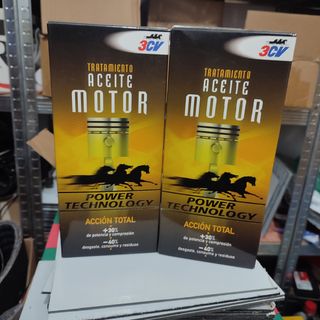 3CV
TRATAMIENTO
ACEITE
MOTOR
POWER
TECHNOLOGY
ACCIÓN TOTAL
+30%
de potencia y compresión
-40%
desgaste, consumo y residuos
3CV
TRATAMIENTO
ACEITE
MOTOR
POWER
TECHNOLOGY
ACCIÓN TOTAL
+30%
de potencia y compresión
-40%
desgaste, consumo y residuos